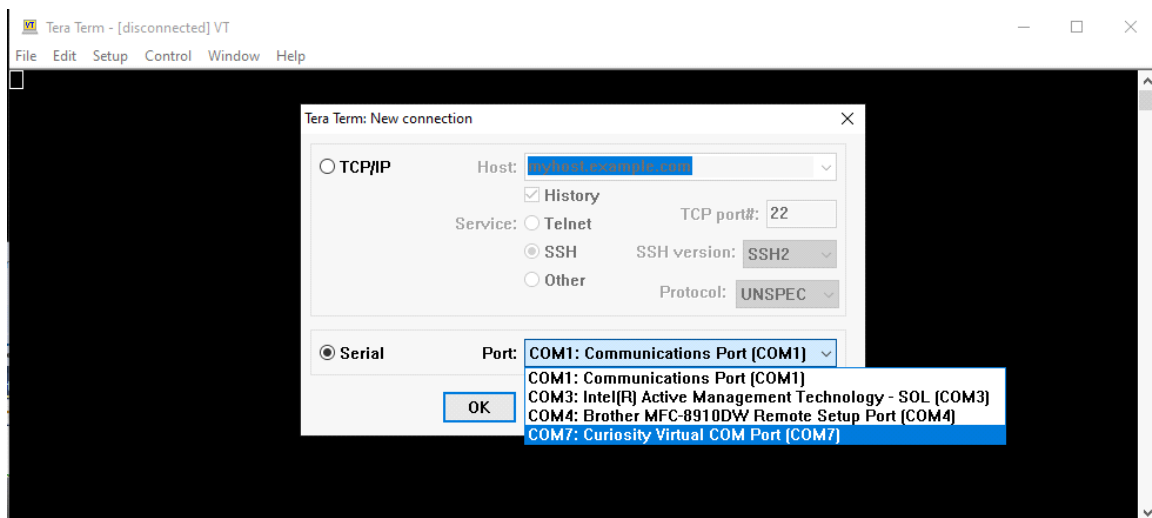 VT Tera Term - [disconnected] VT
File Edit Setup Control Window Help
Tera Term: New connection
TCP/IP Host: myhost.example.com
History
Service: Telnet TCP port#: 22
SSH SSH version: SSH2
Other Protocol: UNSPEC
Serial Port: COM1: Communications Port (COM1)
COM1: Communications Port (COM1)
COM3: Intel(R) Active Management Technology - SOL (COM3)
OK COM4: Brother MFC-8910DW Remote Setup Port (COM4)
COM7: Curiosity Virtual COM Port (COM7)